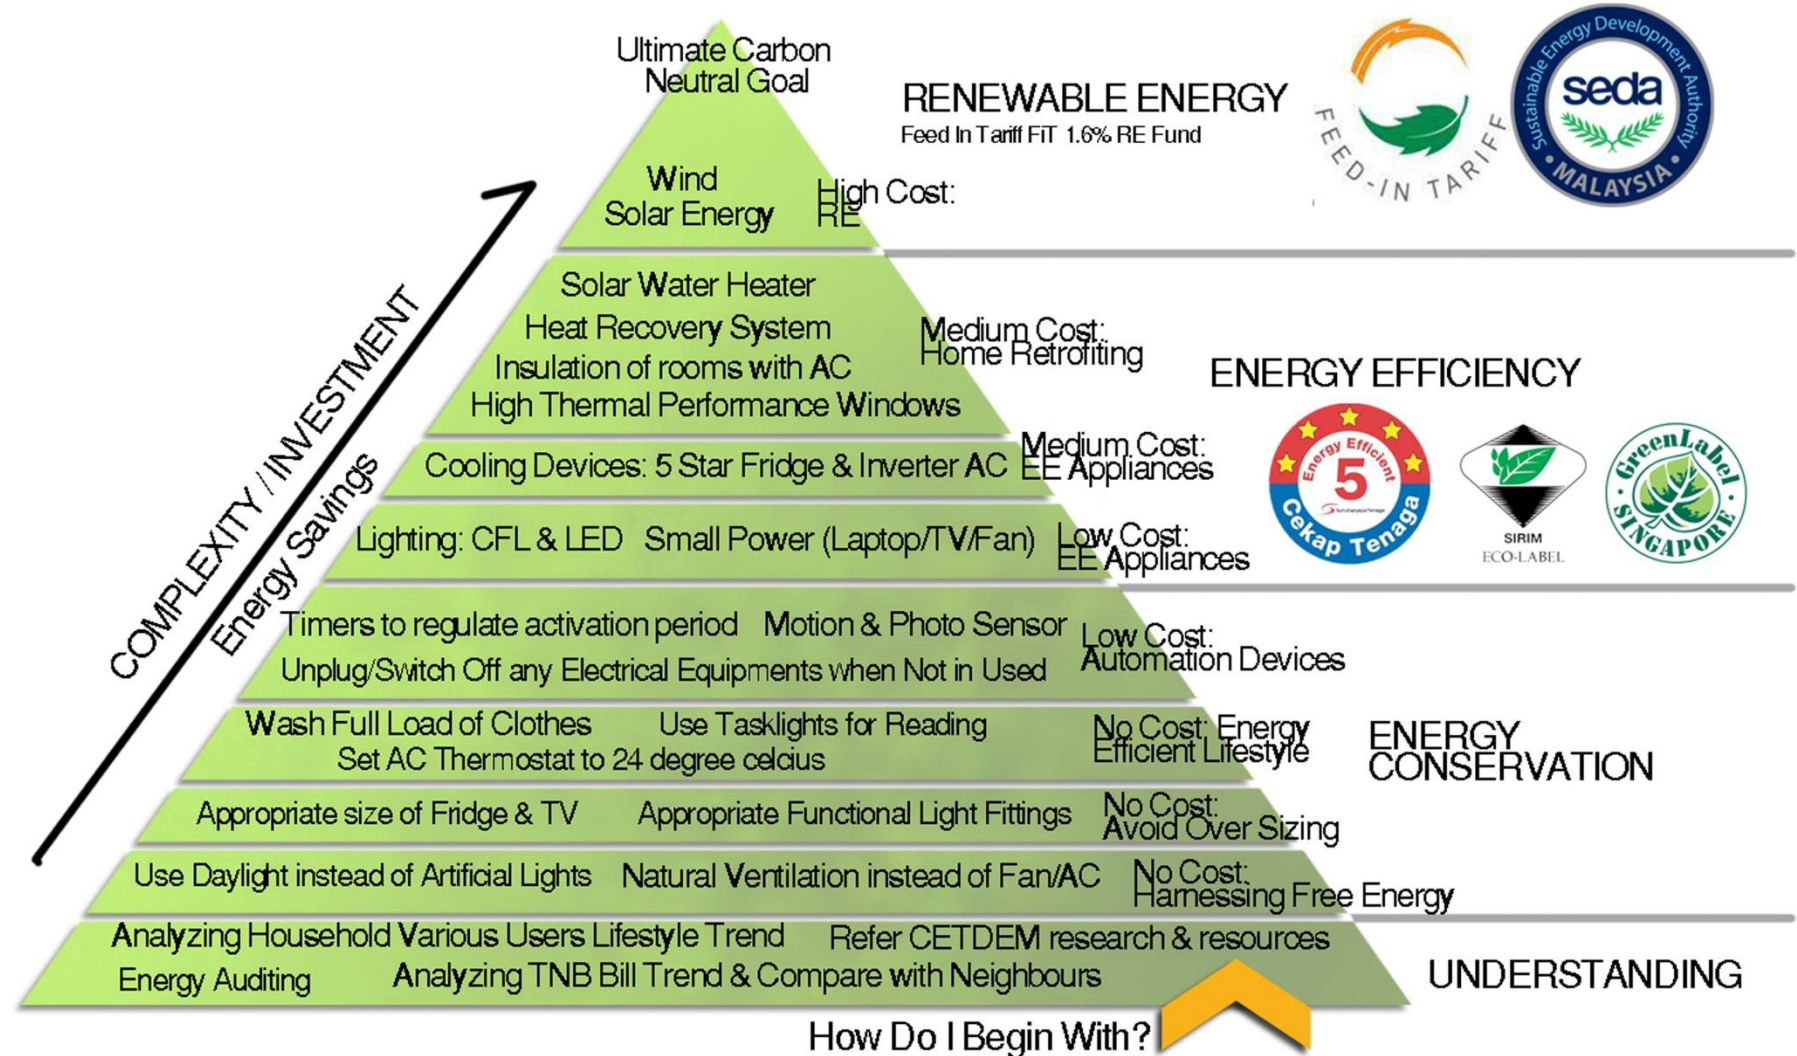 Ultimate Carbon
Neutral Goal
RENEWABLE ENERGY
Feed In Tariff FiT 1.6% RE Fund
FEED-IN TARIFF
Sustainable Energy Development Authority
seda
• MALAYSIA •
Wind
Solar Energy
High Cost:
RE
Solar Water Heater
Heat Recovery System
Insulation of rooms with AC
High Thermal Performance Windows
Medium Cost:
Home Retrofiting
ENERGY EFFICIENCY
Cooling Devices: 5 Star Fridge & Inverter AC
Medium Cost:
EE Appliances
Energy Efficient
5
Cekap Tenaga
SIRIM
ECO-LABEL
GreenLabel
• SINGAPORE •
Lighting: CFL & LED Small Power (Laptop/TV/Fan)
Low Cost:
EE Appliances
COMPLEXITY / INVESTMENT
Energy Savings
Timers to regulate activation period Motion & Photo Sensor
Unplug/Switch Off any Electrical Equipments when Not in Used
Low Cost:
Automation Devices
Wash Full Load of Clothes Use Tasklights for Reading
Set AC Thermostat to 24 degree celcius
No Cost: Energy
Efficient Lifestyle
ENERGY
CONSERVATION
Appropriate size of Fridge & TV Appropriate Functional Light Fittings
No Cost:
Avoid Over Sizing
Use Daylight instead of Artificial Lights Natural Ventilation instead of Fan/AC
No Cost:
Harnessing Free Energy
Analyzing Household Various Users Lifestyle Trend Refer CETDEM research & resources
Energy Auditing Analyzing TNB Bill Trend & Compare with Neighbours
UNDERSTANDING
How Do I Begin With?